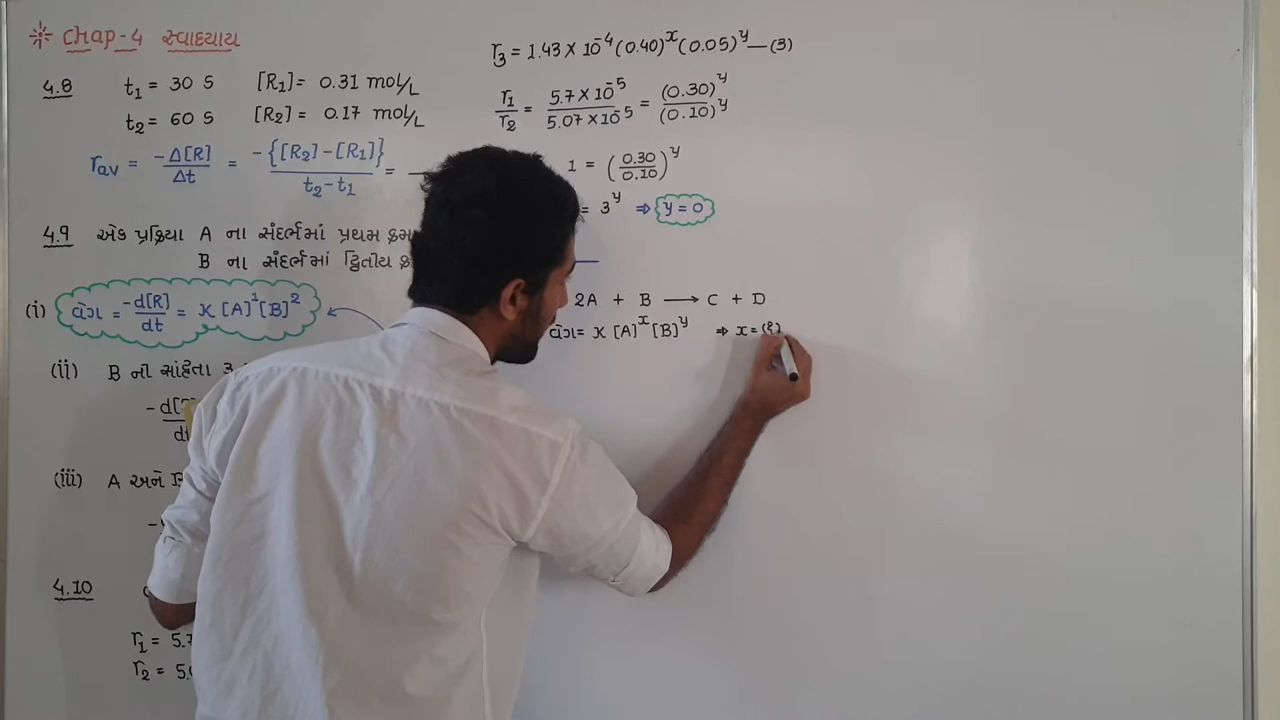 Chap-4 સ્વાધ્યાય
4.8 t₁ = 30 S [R₁] = 0.31 mol/L
t₂ = 60 S [R₂] = 0.17 mol/L
r_av = -Δ[R]/Δt = -{[R₂]-[R₁]}/(t₂-t₁) =
4.9 એક પ્રક્રિયા A ના સંદર્ભમાં પ્રથમ
B ના સંદર્ભમાં દ્વિતીય
(i) વેગ = -d[R]/dt = K [A]¹[B]²
(ii) B ની
(iii) A અને
4.10
r₁ = 5.7
r₂ = 5.0
r₃ = 1.43 × 10⁻⁴ (0.40)^x (0.05)^y —(3)
r₁/r₂ = 5.7 × 10⁻⁵/5.07 × 10⁻⁵ = (0.30)^y/(0.10)^y
1 = (0.30/0.10)^y
= 3^y ⇒ y = 0
2A + B ⟶ C + D
વેગ = K [A]^x [B]^y ⇒ x =